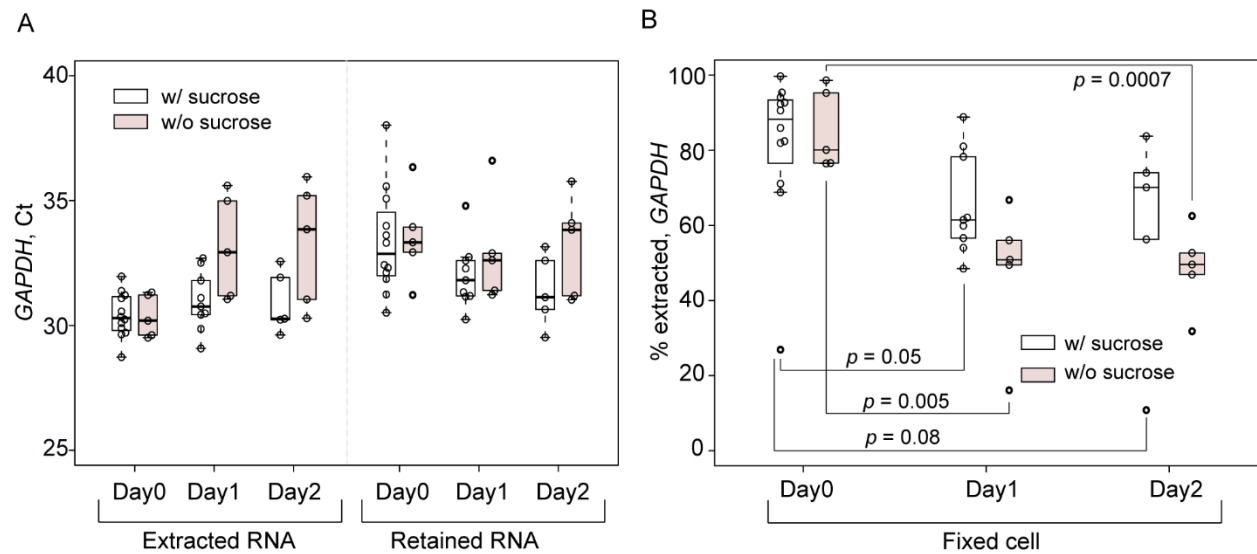 A
GAPDH, Ct
40
35
30
25
w/ sucrose
w/o sucrose
Day0 Day1 Day2 Day0 Day1 Day2
Extracted RNA Retained RNA
B
% extracted, GAPDH
100
80
60
40
20
0
p = 0.0007
w/ sucrose
w/o sucrose
p = 0.05
p = 0.005
p = 0.08
Day0 Day1 Day2
Fixed cell